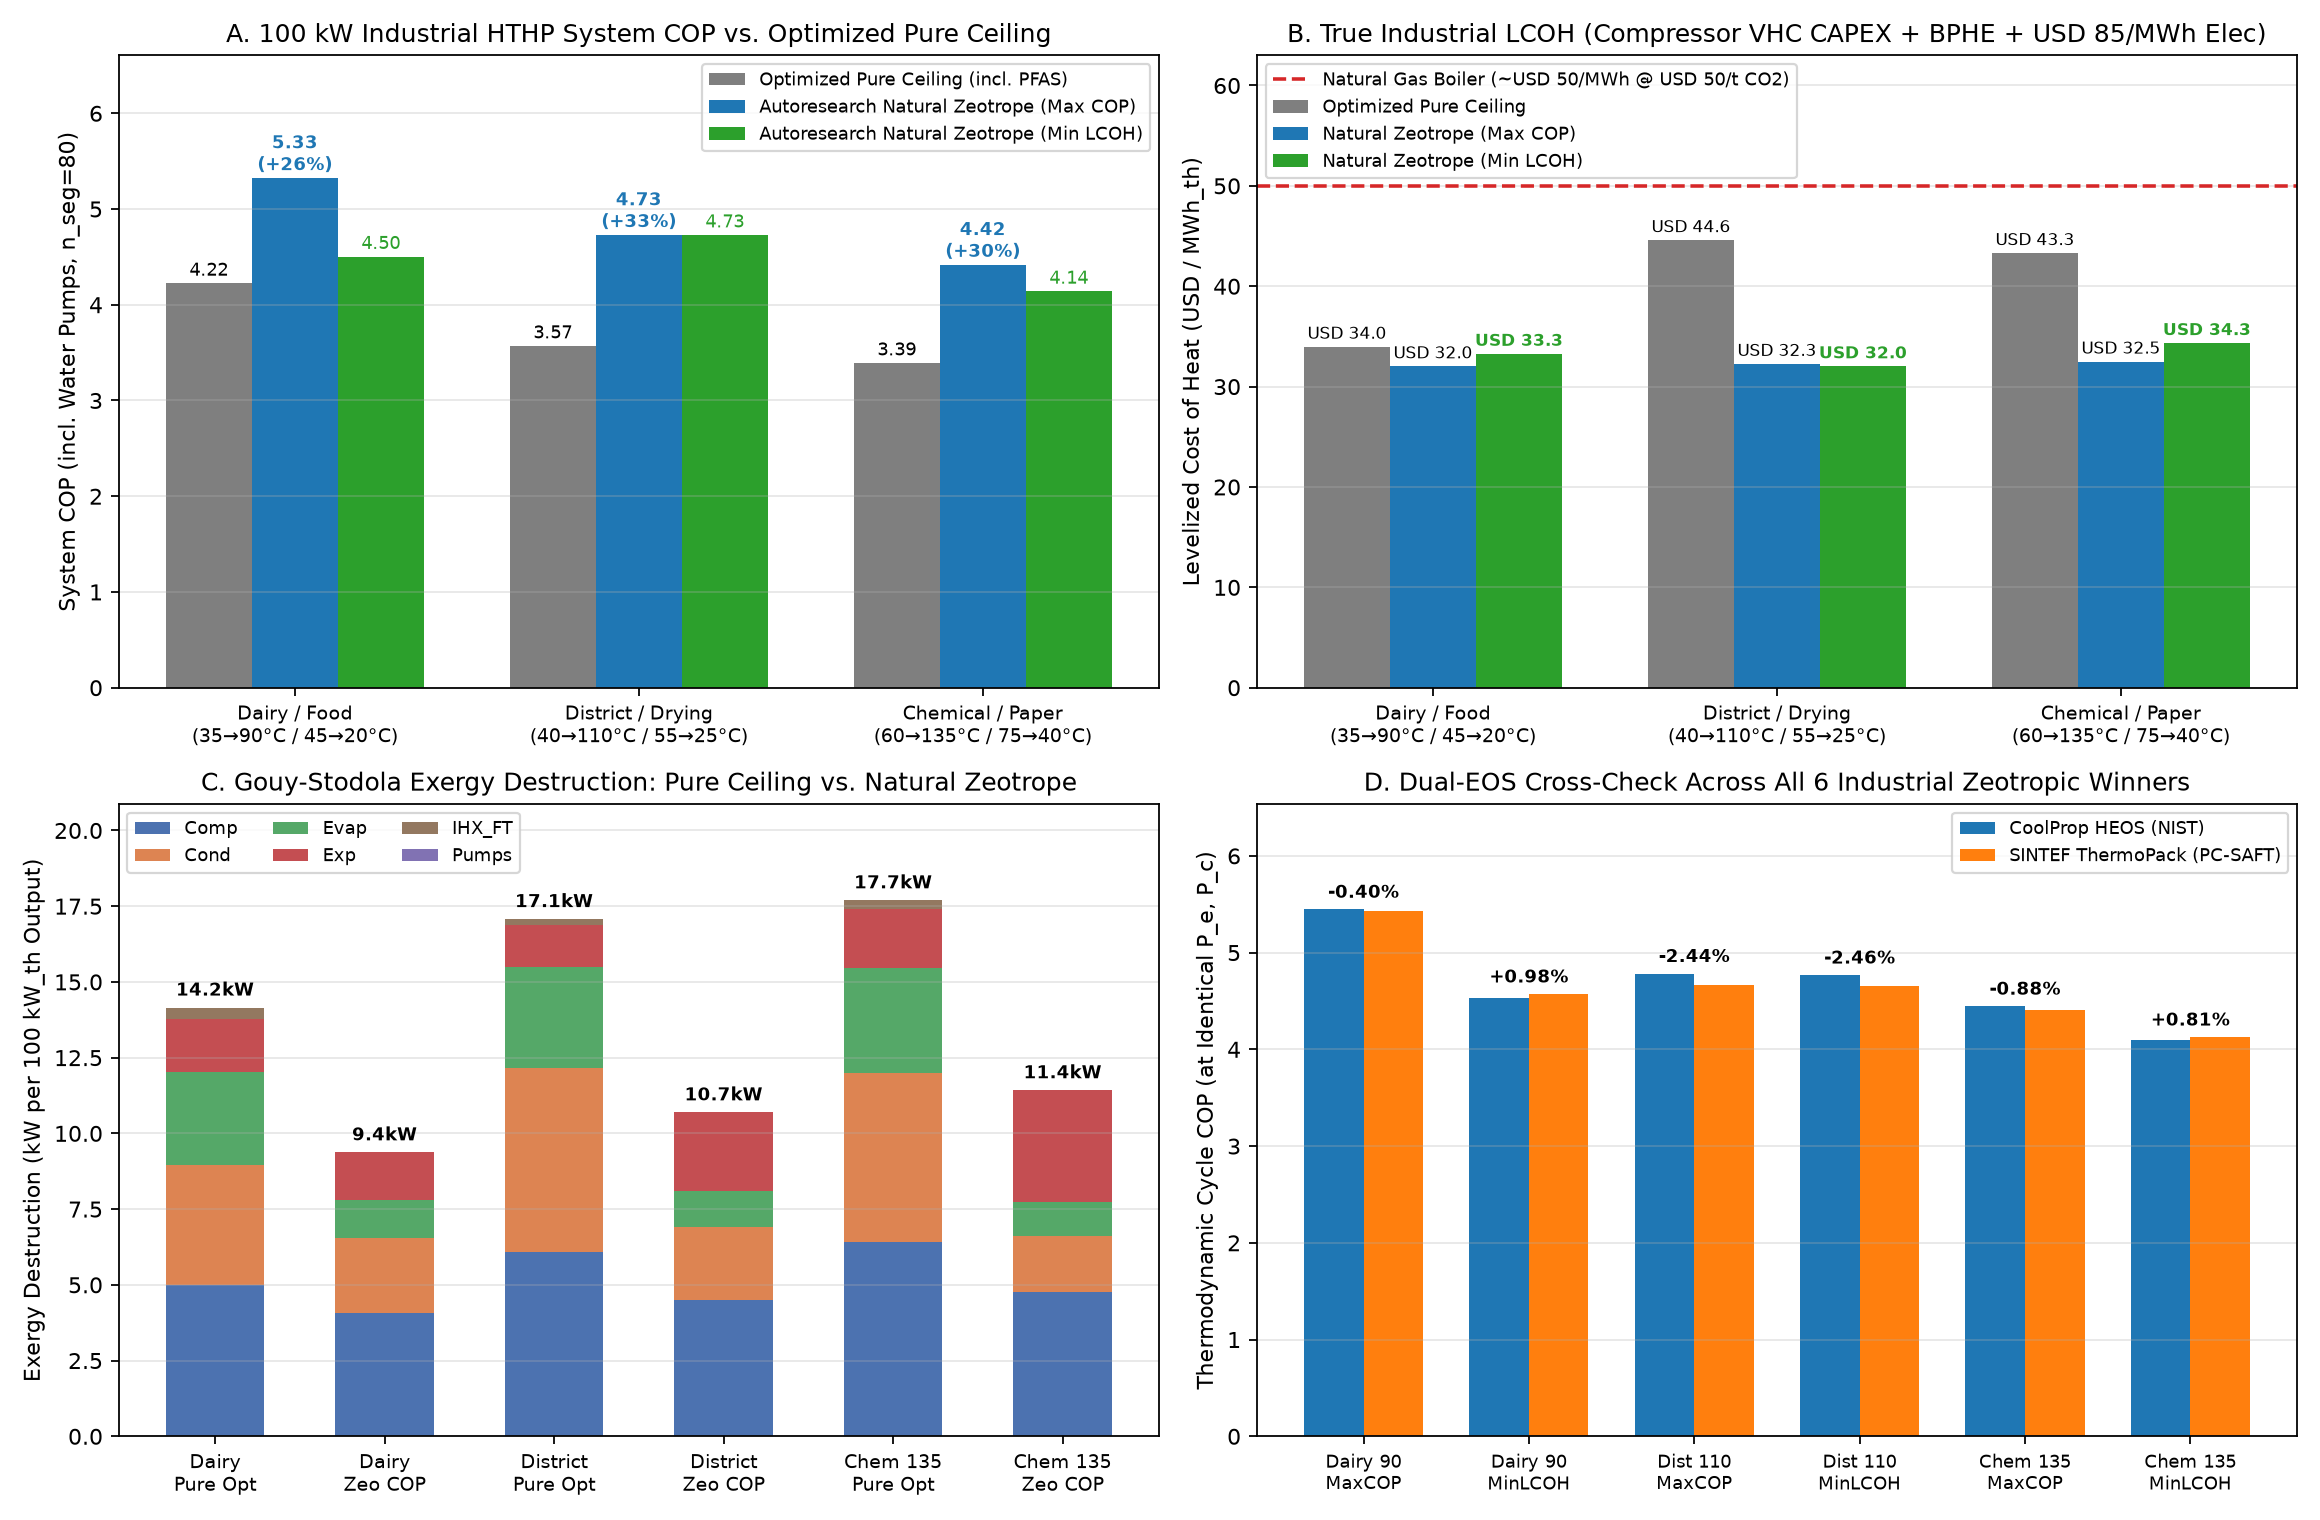 A. 100 kW Industrial HTHP System COP vs. Optimized Pure Ceiling
System COP (incl. Water Pumps, n_seg=80)
6
5
4
3
2
1
0
Optimized Pure Ceiling (incl. PFAS)
Autoresearch Natural Zeotrope (Max COP)
Autoresearch Natural Zeotrope (Min LCOH)
4.22
5.33
(+26%)
4.50
3.57
4.73
(+33%)
4.73
3.39
4.42
(+30%)
4.14
Dairy / Food
(35→90°C / 45→20°C)
District / Drying
(40→110°C / 55→25°C)
Chemical / Paper
(60→135°C / 75→40°C)
B. True Industrial LCOH (Compressor VHC CAPEX + BPHE + USD 85/MWh Elec)
Levelized Cost of Heat (USD / MWh_th)
60
50
40
30
20
10
0
Natural Gas Boiler (~USD 50/MWh @ USD 50/t CO2)
Optimized Pure Ceiling
Natural Zeotrope (Max COP)
Natural Zeotrope (Min LCOH)
USD 34.0
USD 32.0
USD 33.3
USD 44.6
USD 32.3
USD 32.0
USD 43.3
USD 32.5
USD 34.3
Dairy / Food
(35→90°C / 45→20°C)
District / Drying
(40→110°C / 55→25°C)
Chemical / Paper
(60→135°C / 75→40°C)
C. Gouy-Stodola Exergy Destruction: Pure Ceiling vs. Natural Zeotrope
Exergy Destruction (kW per 100 kW_th Output)
20.0
17.5
15.0
12.5
10.0
7.5
5.0
2.5
0.0
Comp
Cond
Evap
Exp
IHX_FT
Pumps
14.2kW
9.4kW
17.1kW
10.7kW
17.7kW
11.4kW
Dairy
Pure Opt
Dairy
Zeo COP
District
Pure Opt
District
Zeo COP
Chem 135
Pure Opt
Chem 135
Zeo COP
D. Dual-EOS Cross-Check Across All 6 Industrial Zeotropic Winners
Thermodynamic Cycle COP (at Identical P_e, P_c)
6
5
4
3
2
1
0
CoolProp HEOS (NIST)
SINTEF ThermoPack (PC-SAFT)
-0.40%
+0.98%
-2.44%
-2.46%
-0.88%
+0.81%
Dairy 90
MaxCOP
Dairy 90
MinLCOH
Dist 110
MaxCOP
Dist 110
MinLCOH
Chem 135
MaxCOP
Chem 135
MinLCOH